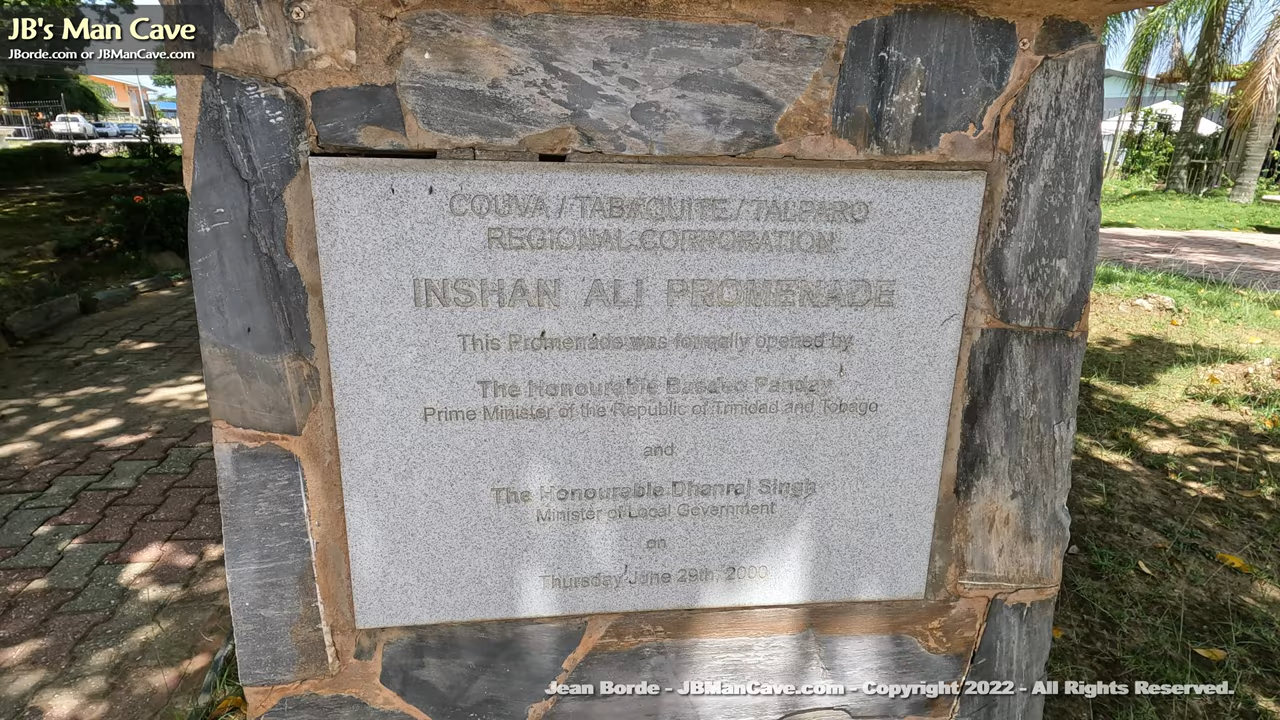 JB's Man Cave
JBorde.com or JBManCave.com
COUVA / TABAQUITE / TALPARO
REGIONAL CORPORATION
INSHAN ALI PROMENADE
This Promenade was formally opened by
The Honourable Basdeo Panday
Prime Minister of the Republic of Trinidad and Tobago
and
The Honourable Dhanraj Singh
Minister of Local Government
on
Thursday June 29th, 2000
Jean Borde - JBManCave.com - Copyright 2022 - All Rights Reserved.